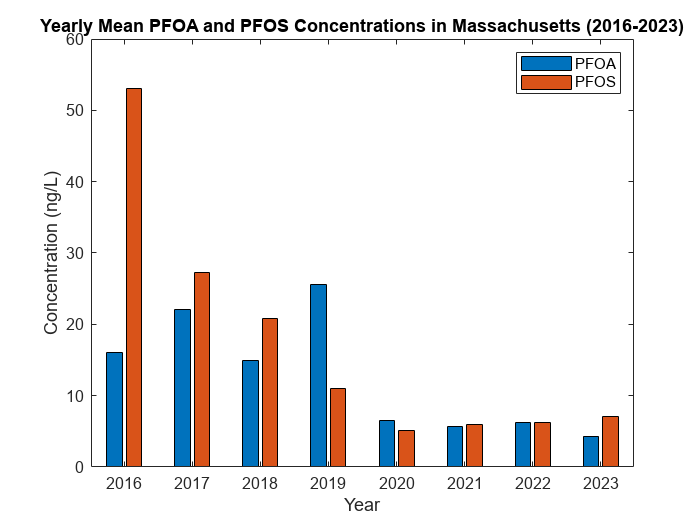 Yearly Mean PFOA and PFOS Concentrations in Massachusetts (2016-2023)
PFOA
PFOS
60
50
40
30
20
10
0
Concentration (ng/L)
2016 2017 2018 2019 2020 2021 2022 2023
Year